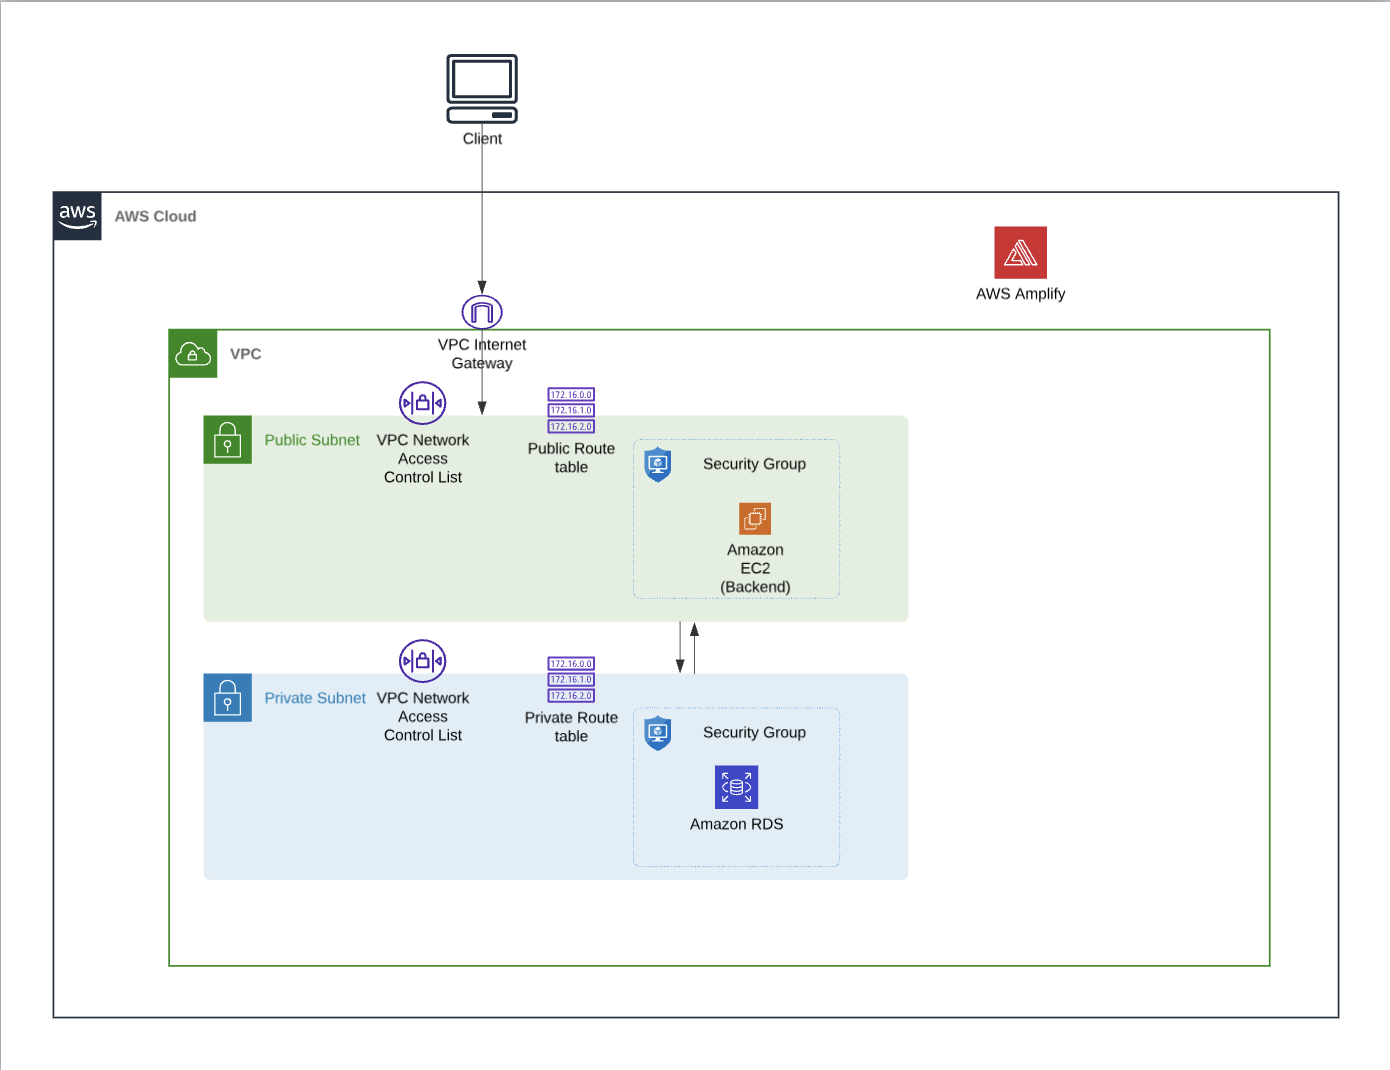 Client
aws
AWS Cloud
AWS Amplify
VPC Internet
Gateway
VPC
172.16.0.0
172.16.1.0
172.16.2.0
Public Subnet
VPC Network
Access
Control List
Public Route
table
Security Group
Amazon
EC2
(Backend)
172.16.0.0
172.16.1.0
172.16.2.0
Private Subnet
VPC Network
Access
Control List
Private Route
table
Security Group
Amazon RDS